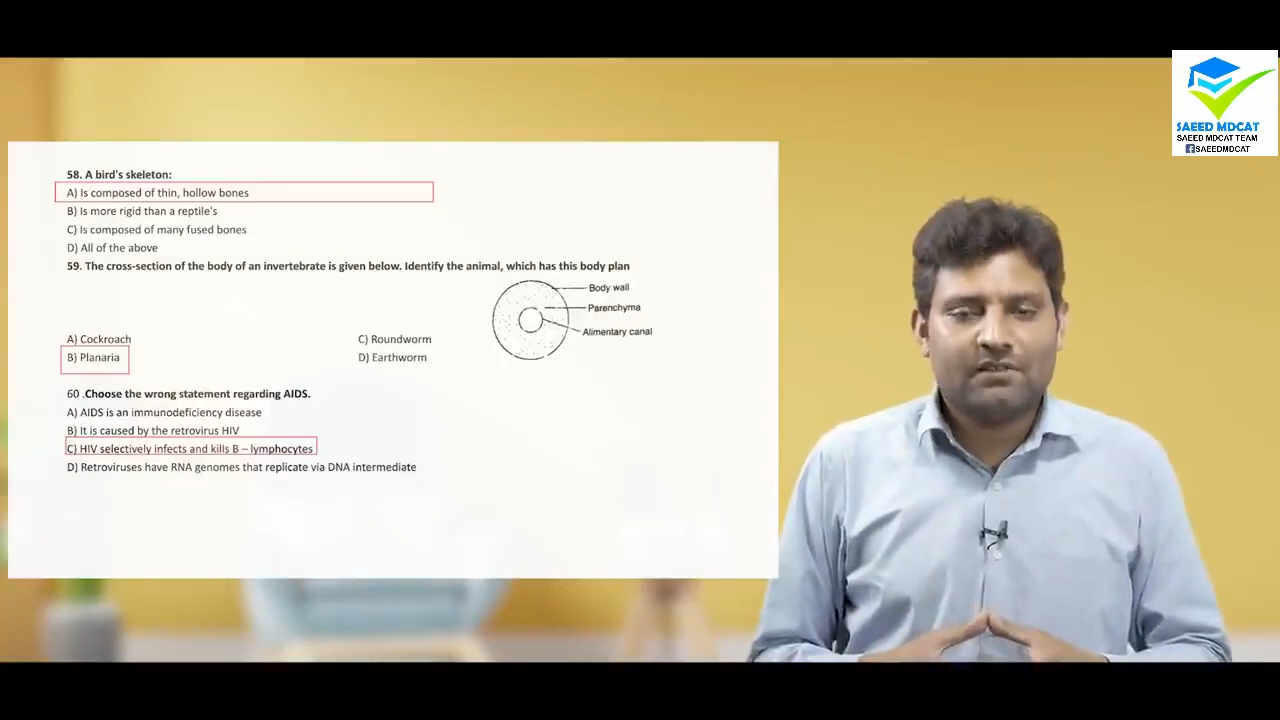 SAEED MDCAT
SAEED MDCAT TEAM
SAEEDMDCAT
58. A bird's skeleton:
A) Is composed of thin, hollow bones
B) Is more rigid than a reptile's
C) Is composed of many fused bones
D) All of the above
59. The cross-section of the body of an invertebrate is given below. Identify the animal, which has this body plan
Body wall
Parenchyma
Alimentary canal
A) Cockroach
C) Roundworm
B) Planaria
D) Earthworm
60 .Choose the wrong statement regarding AIDS.
A) AIDS is an immunodeficiency disease
B) It is caused by the retrovirus HIV
C) HIV selectively infects and kills B – lymphocytes
D) Retroviruses have RNA genomes that replicate via DNA intermediate